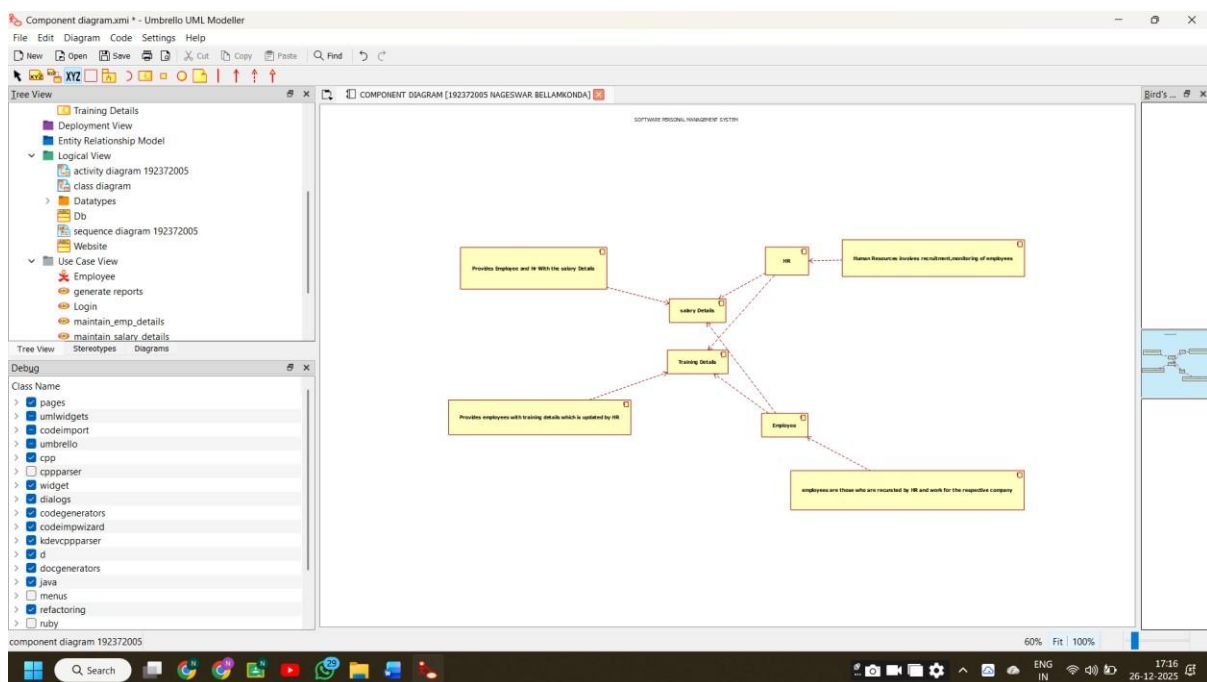 Component diagram.xmi * - Umbrello UML Modeller
File Edit Diagram Code Settings Help
New Open Save Cut Copy Paste Find
XYZ
Tree View
COMPONENT DIAGRAM [192372005 NAGESWAR BELLAMKONDA]
Bird's ...
Training Details
Deployment View
Entity Relationship Model
Logical View
activity diagram 192372005
class diagram
Datatypes
Db
sequence diagram 192372005
Website
Use Case View
Employee
generate reports
Login
maintain_emp_details
maintain salary details
Tree View Stereotypes Diagrams
Debug
Class Name
pages
umlwidgets
codeimport
umbrello
cpp
cppparser
widget
dialogs
codegenerators
codeimpwizard
kdevcppparser
d
docgenerators
java
menus
refactoring
ruby
SOFTWARE PERSONAL MANAGEMENT SYSTEM
Provides Employee and Hr With the salary Details
HR
Human Resources involves recruitment,monitoring of employees
salary Details
Training Details
Provides employees with training details which is updated by HR
Employee
employees are those who are recureted by HR and work for the respective company
component diagram 192372005
60% Fit 100%
Search
29
ENG
IN
17:16
26-12-2025